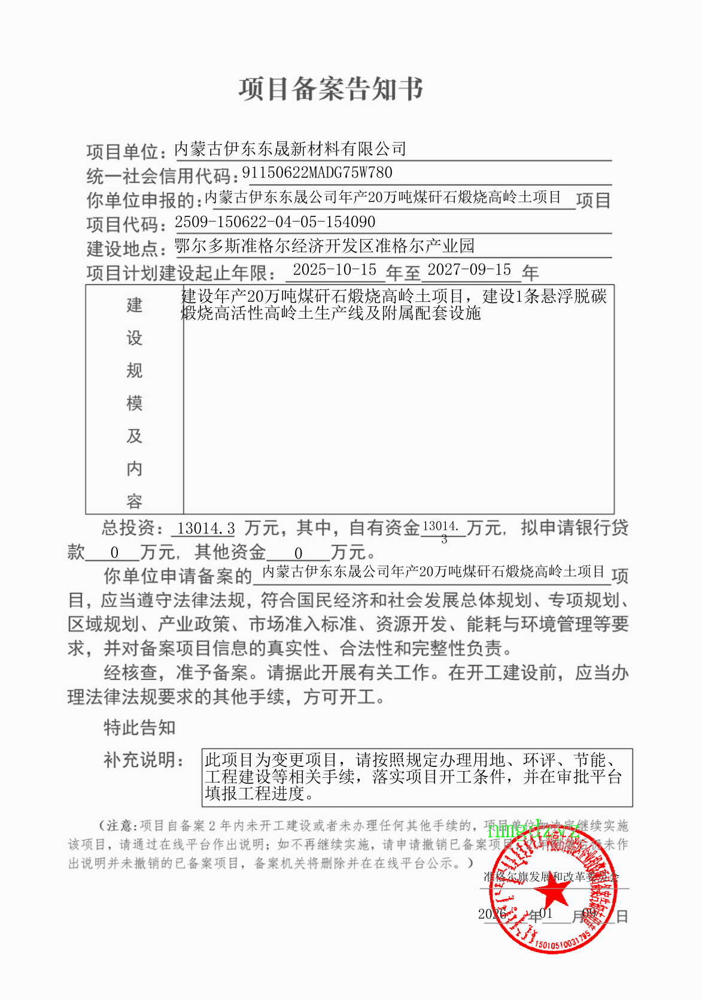 项目备案告知书
项目单位：内蒙古伊东东晟新材料有限公司
统一社会信用代码：91150622MADG75W780
你单位申报的：内蒙古伊东东晟公司年产20万吨煤矸石煅烧高岭土项目 项目
项目代码：2509-150622-04-05-154090
建设地点：鄂尔多斯准格尔经济开发区准格尔产业园
项目计划建设起止年限： 2025-10-15 年至 2027-09-15 年
建设规模及内容
建设年产20万吨煤矸石煅烧高岭土项目，建设1条悬浮脱碳
煅烧高活性高岭土生产线及附属配套设施
总投资： 13014.3 万元，其中，自有资金13014.3万元，拟申请银行贷
款 0 万元，其他资金 0 万元。
你单位申请备案的 内蒙古伊东东晟公司年产20万吨煤矸石煅烧高岭土项目 项
目，应当遵守法律法规，符合国民经济和社会发展总体规划、专项规划、
区域规划、产业政策、市场准入标准、资源开发、能耗与环境管理等要
求，并对备案项目信息的真实性、合法性和完整性负责。
经核查，准予备案。请据此开展有关工作。在开工建设前，应当办
理法律法规要求的其他手续，方可开工。
特此告知
补充说明：
此项目为变更项目，请按照规定办理用地、环评、节能、
工程建设等相关手续，落实项目开工条件，并在审批平台
填报工程进度。
（注意：项目自备案2年内未开工建设或者未办理任何其他手续的，项目单位如决定继续实施
该项目，请通过在线平台作出说明；如不再继续实施，请申请撤销已备案项目，2年期满后仍未作
出说明并未撤销的已备案项目，备案机关将删除并在在线平台公示。）
nmgdzyz
准格尔旗发展和改革委员会
2026 年 01 月 09 日
15010510031795